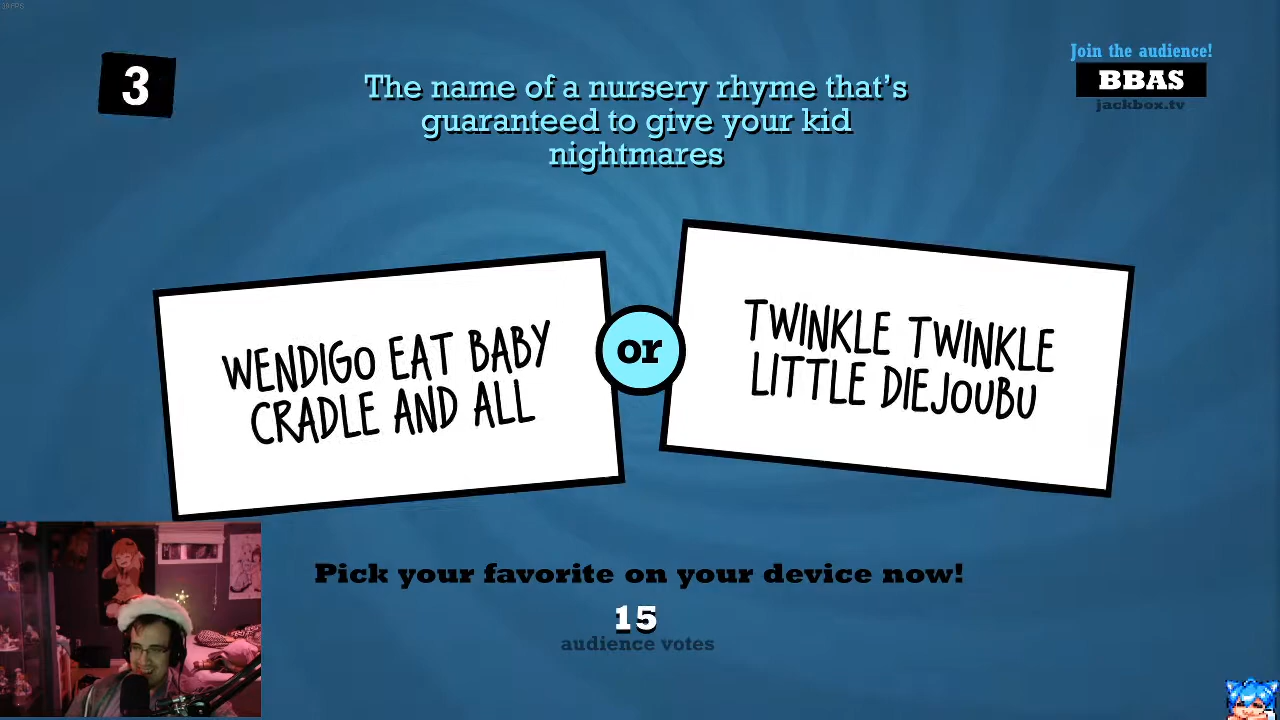 3
The name of a nursery rhyme that's
guaranteed to give your kid
nightmares
Join the audience!
BBAS
jackbox.tv
WENDIGO EAT BABY
CRADLE AND ALL
or
TWINKLE TWINKLE
LITTLE DIEJOUBU
Pick your favorite on your device now!
15
audience votes